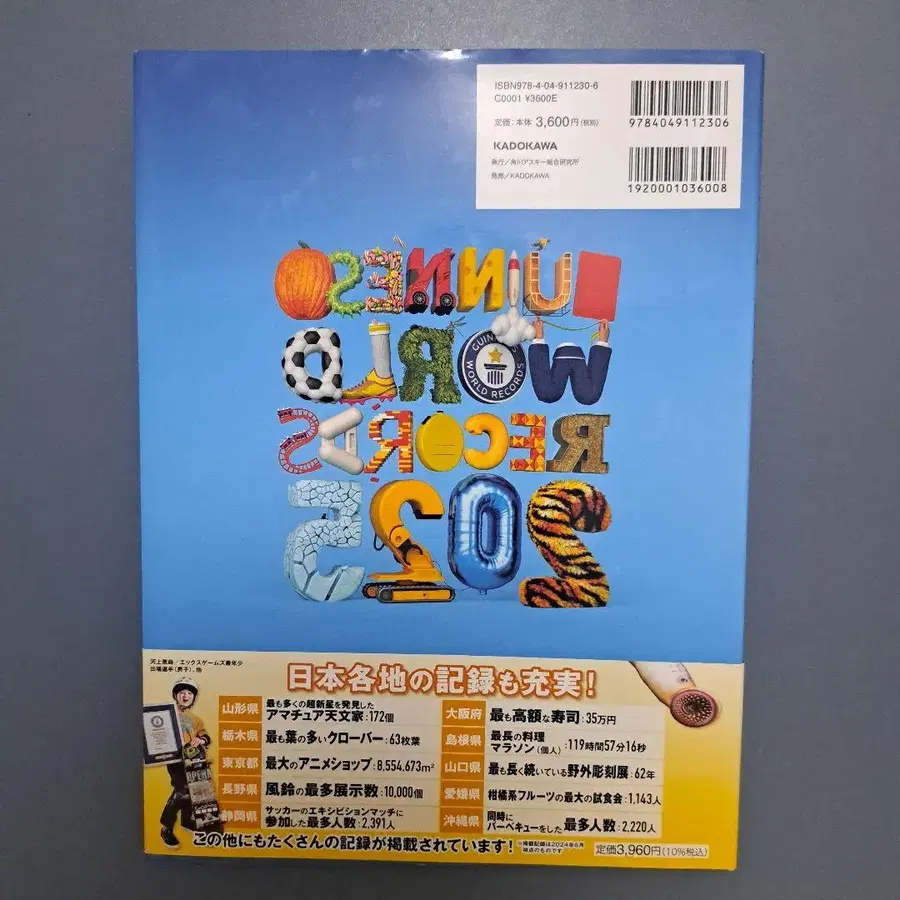 ISBN978-4-04-911230-6
C0001 ¥3600E
定価:本体3,600円(税別)
KADOKAWA
発行/角川アスキー総合研究所
発売/KADOKAWA
9784049112306
1920001036008
GUINNESS
WORLD
GUINNESS WORLD RECORDS
RECORDS
2025
出場選手(男子)、他
日本各地の記録も充実!
山形県 最も多くの超新星を発見した
アマチュア天文家:172個
栃木県 最も葉の多いクローバー:63枚葉
東京都 最大のアニメショップ:8,554.673m²
長野県 風鈴の最多展示数:10,000個
静岡県 サッカーのエキシビションマッチに
参加した最多人数:2,391人
大阪府 最も高額な寿司:35万円
島根県 最長の料理
マラソン(個人):119時間57分16秒
山口県 最も長く続いている野外彫刻展:62年
愛媛県 柑橘系フルーツの最大の試食会:1,143人
沖縄県 同時に
バーベキューをした最多人数:2,220人
この他にもたくさんの記録が掲載されています!
※掲載記録は2024年6月
時点のものです
定価3,960円(10%税込)